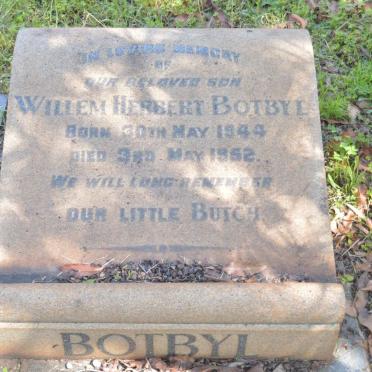 IN LOVING MEMORY
OF
OUR BELOVED SON
WILLEM HERBERT BOTBYL
BORN 30TH MAY 1944
DIED 3RD MAY 1952.
WE WILL LONG REMEMBER
OUR LITTLE BUTCH
BOTBYL